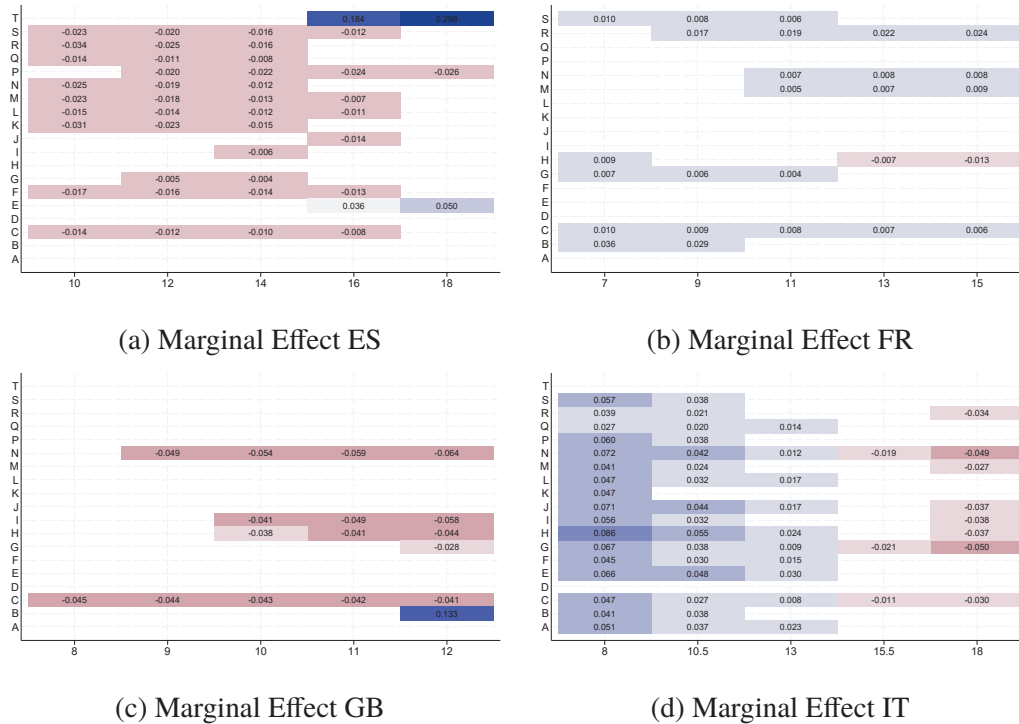 T 0.184 0.298
S -0.023 -0.020 -0.016 -0.012
R -0.034 -0.025 -0.016
Q -0.014 -0.011 -0.008
P -0.020 -0.022 -0.024 -0.026
N -0.025 -0.019 -0.012
M -0.023 -0.018 -0.013 -0.007
L -0.015 -0.014 -0.012 -0.011
K -0.031 -0.023 -0.015
J -0.014
I -0.006
H
G -0.005 -0.004
F -0.017 -0.016 -0.014 -0.013
E 0.036 0.050
D
C -0.014 -0.012 -0.010 -0.008
B
A
10 12 14 16 18
(a) Marginal Effect ES
S 0.010 0.008 0.006
R 0.017 0.019 0.022 0.024
Q
P
N 0.007 0.008 0.008
M 0.005 0.007 0.009
L
K
J
I
H 0.009 -0.007 -0.013
G 0.007 0.006 0.004
F
E
D
C 0.010 0.009 0.008 0.007 0.006
B 0.036 0.029
A
7 9 11 13 15
(b) Marginal Effect FR
T
S
R
Q
P
N -0.049 -0.054 -0.059 -0.064
M
L
K
J
I -0.041 -0.049 -0.058
H -0.038 -0.041 -0.044
G -0.028
F
E
D
C -0.045 -0.044 -0.043 -0.042 -0.041
B 0.133
A
8 9 10 11 12
(c) Marginal Effect GB
T
S 0.057 0.038
R 0.039 0.021 -0.034
Q 0.027 0.020 0.014
P 0.060 0.038
N 0.072 0.042 0.012 -0.019 -0.049
M 0.041 0.024 -0.027
L 0.047 0.032 0.017
K 0.047
J 0.071 0.044 0.017 -0.037
I 0.056 0.032 -0.038
H 0.086 0.055 0.024 -0.037
G 0.067 0.038 0.009 -0.021 -0.050
F 0.045 0.030 0.015
E 0.066 0.048 0.030
D
C 0.047 0.027 0.008 -0.011 -0.030
B 0.041 0.038
A 0.051 0.037 0.023
8 10.5 13 15.5 18
(d) Marginal Effect IT